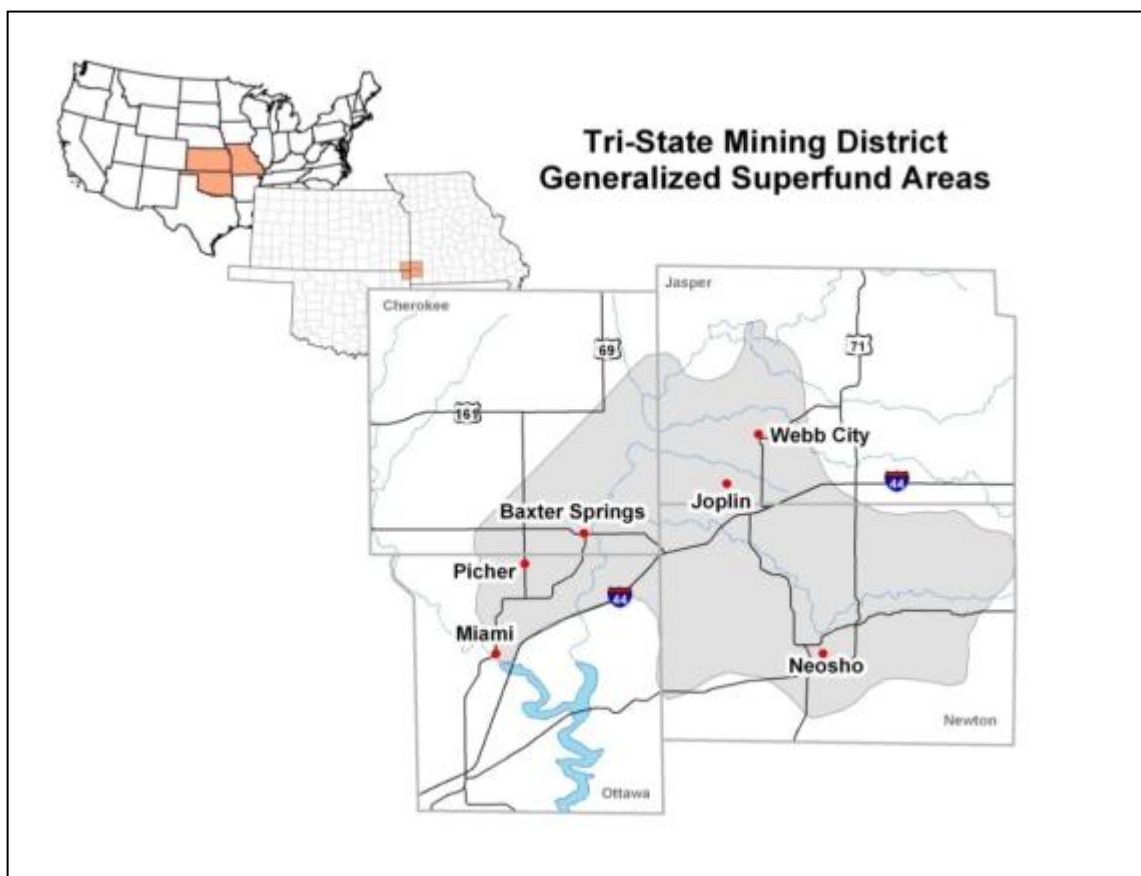 Tri-State Mining District
Generalized Superfund Areas
Jasper
Cherokee
69
71
161
Webb City
44
Joplin
Baxter Springs
Picher
44
Miami
Neosho
Newton
Ottawa